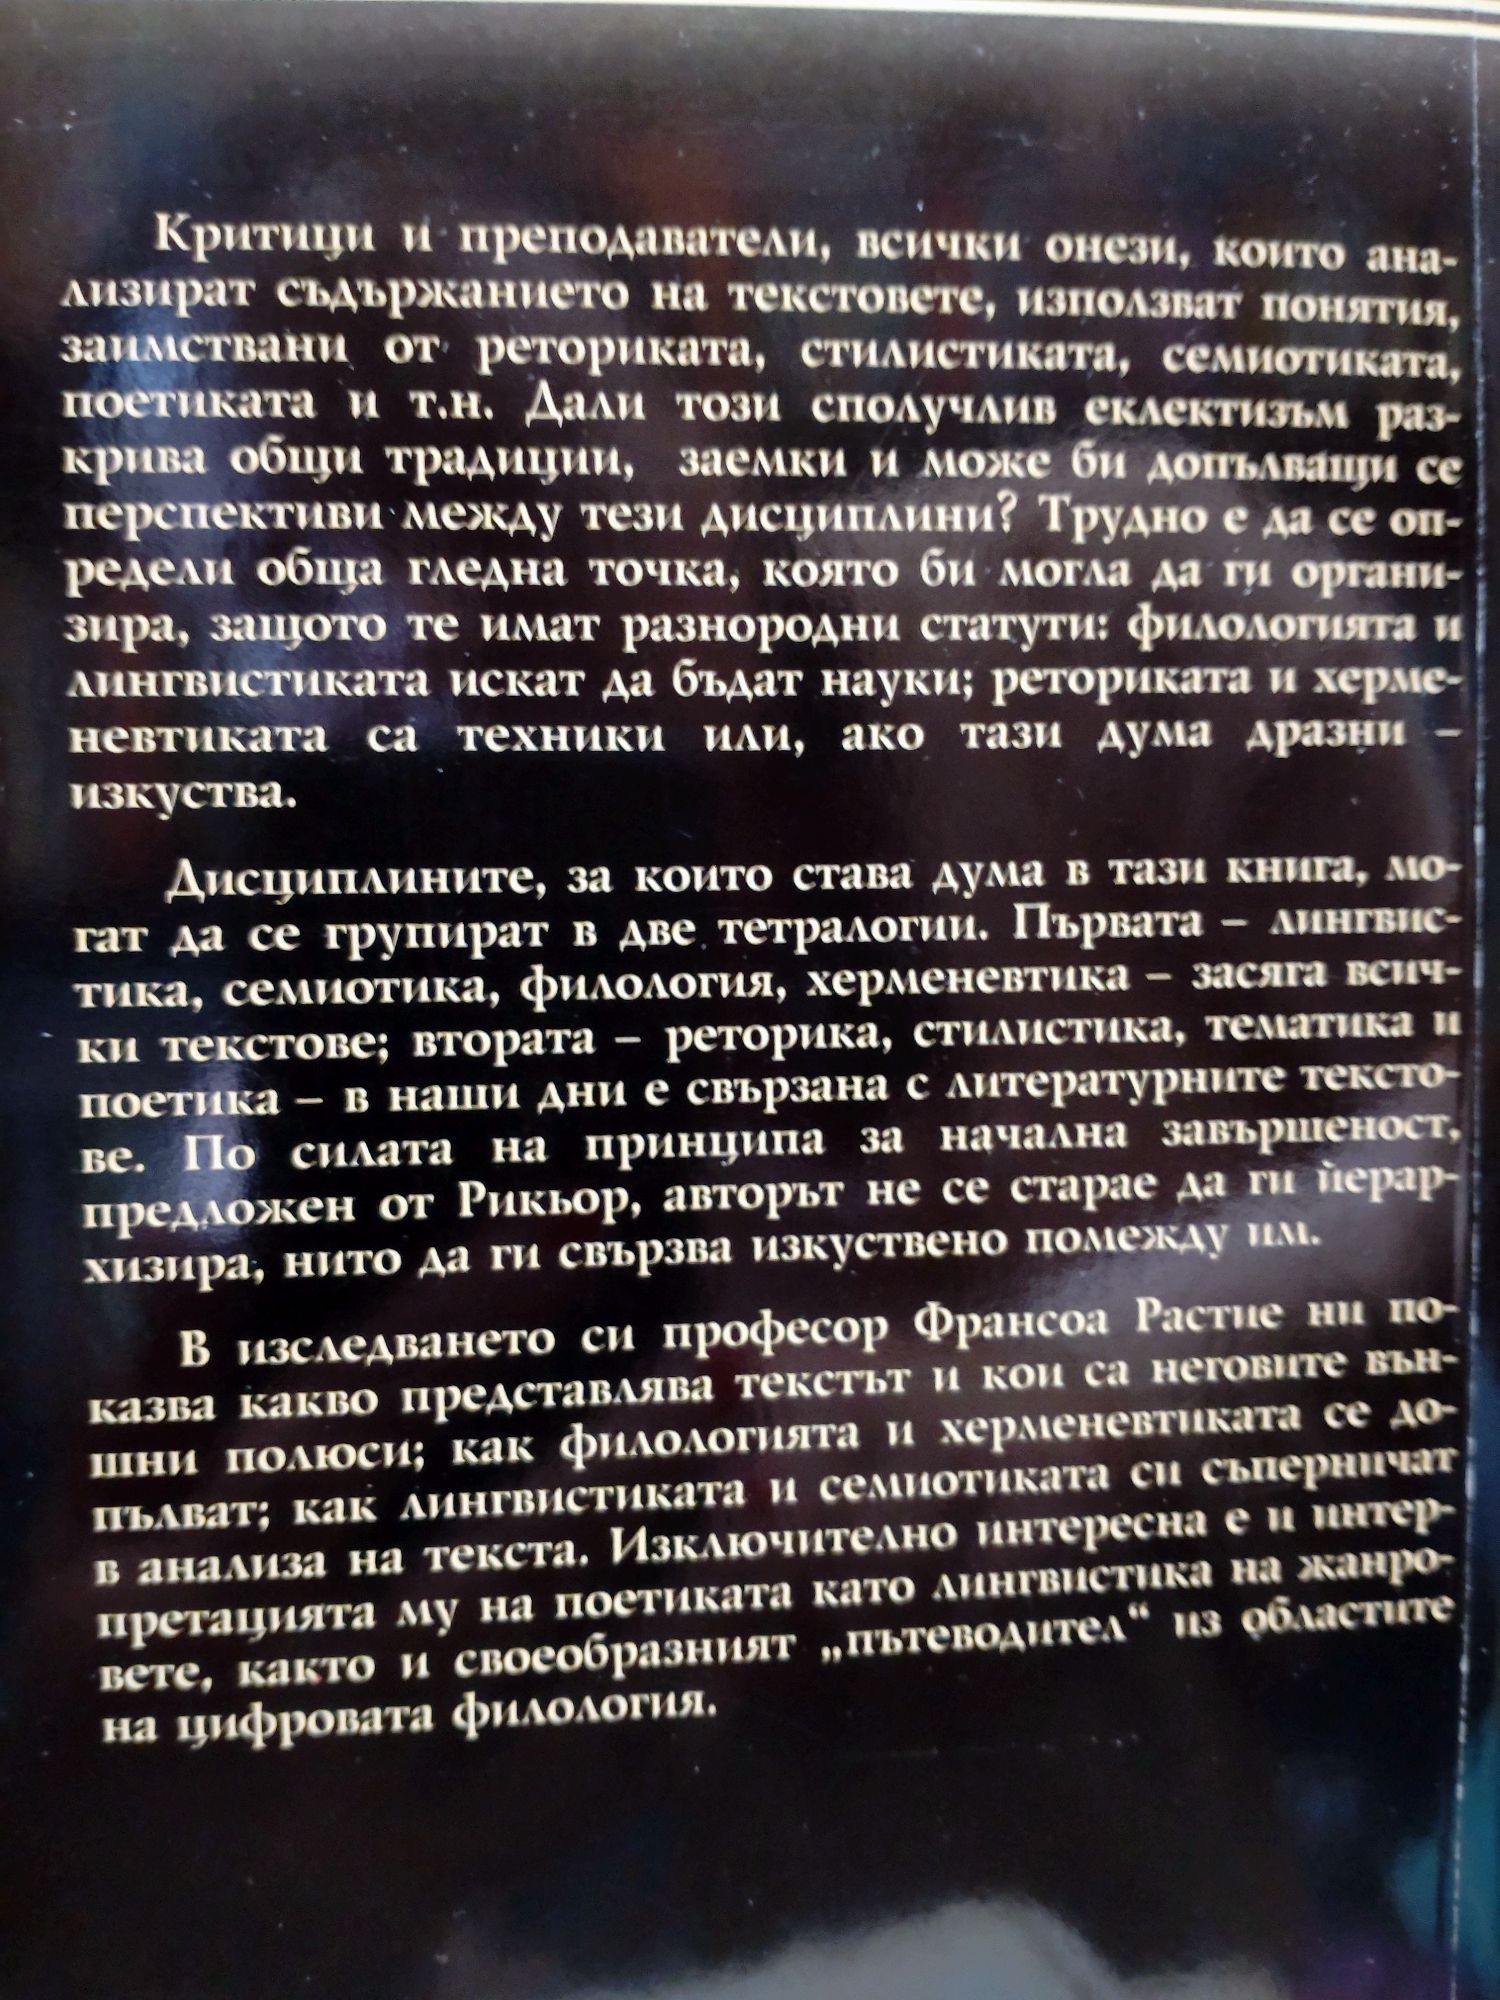 Критици и преподаватели, всички онези, които ана-
лизират съдържанието на текстовете, използват понятия,
заимствани от реториката, стилистиката, семиотиката,
поетиката и т.н. Дали този сполучлив еклектизъм раз-
крива общи традиции, заемки и може би допълващи се
перспективи между тези дисциплини? Трудно е да се оп-
редели обща гледна точка, която би могла да ги органи-
зира, защото те имат разнородни статути: филологията и
лингвистиката искат да бъдат науки; реториката и херме-
невтиката са техники или, ако тази дума дразни –
изкуства.
Дисциплините, за които става дума в тази книга, мо-
гат да се групират в две тетралогии. Първата – лингвис-
тика, семиотика, филология, херменевтика – засяга всич-
ки текстове; втората – реторика, стилистика, тематика и
поетика – в наши дни е свързана с литературните тексто-
ве. По силата на принципа за начална завършеност,
предложен от Рикьор, авторът не се старае да ги йерар-
хизира, нито да ги свързва изкуствено помежду им.
В изследването си професор Франсоа Растие ни по-
казва какво представлява текстът и кои са неговите вън-
шни полюси; как филологията и херменевтиката се до-
пълват; как лингвистиката и семиотиката си съперничат
в анализа на текста. Изключително интересна е и интер-
претацията му на поетиката като лингвистика на жанро-
вете, както и своеобразният „пътеводител“ из областите
на цифровата филология.